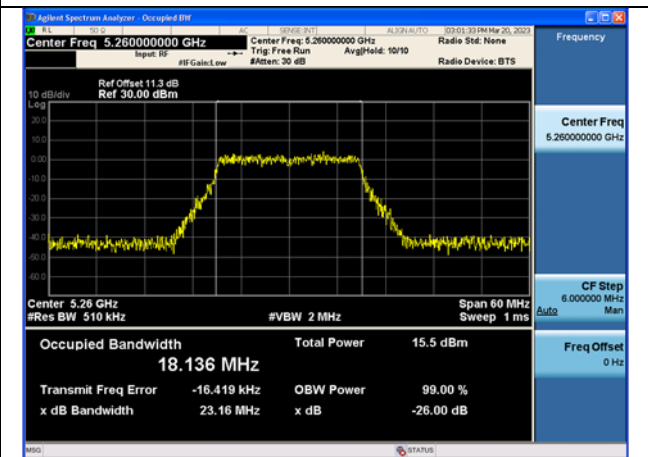 Agilent Spectrum Analyzer - Occupied BW
RL 50 Ω AC SENSE:INT ALIGN AUTO 03:01:33 PM Mar 20, 2023
Center Freq 5.260000000 GHz Center Freq: 5.260000000 GHz Radio Std: None
Input: RF Trig: Free Run Avg|Hold: 10/10
#IFGain:Low #Atten: 30 dB Radio Device: BTS
Frequency
Ref Offset 11.3 dB
10 dB/div Ref 30.00 dBm
Log
20.0
10.0
0.00
-10.0
-20.0
-30.0
-40.0
-50.0
-60.0
Center Freq
5.260000000 GHz
CF Step
6.000000 MHz
Auto Man
Freq Offset
0 Hz
Center 5.26 GHz Span 60 MHz
#Res BW 510 kHz #VBW 2 MHz Sweep 1 ms
Occupied Bandwidth Total Power 15.5 dBm
18.136 MHz
Transmit Freq Error -16.419 kHz OBW Power 99.00 %
x dB Bandwidth 23.16 MHz x dB -26.00 dB
MSG STATUS